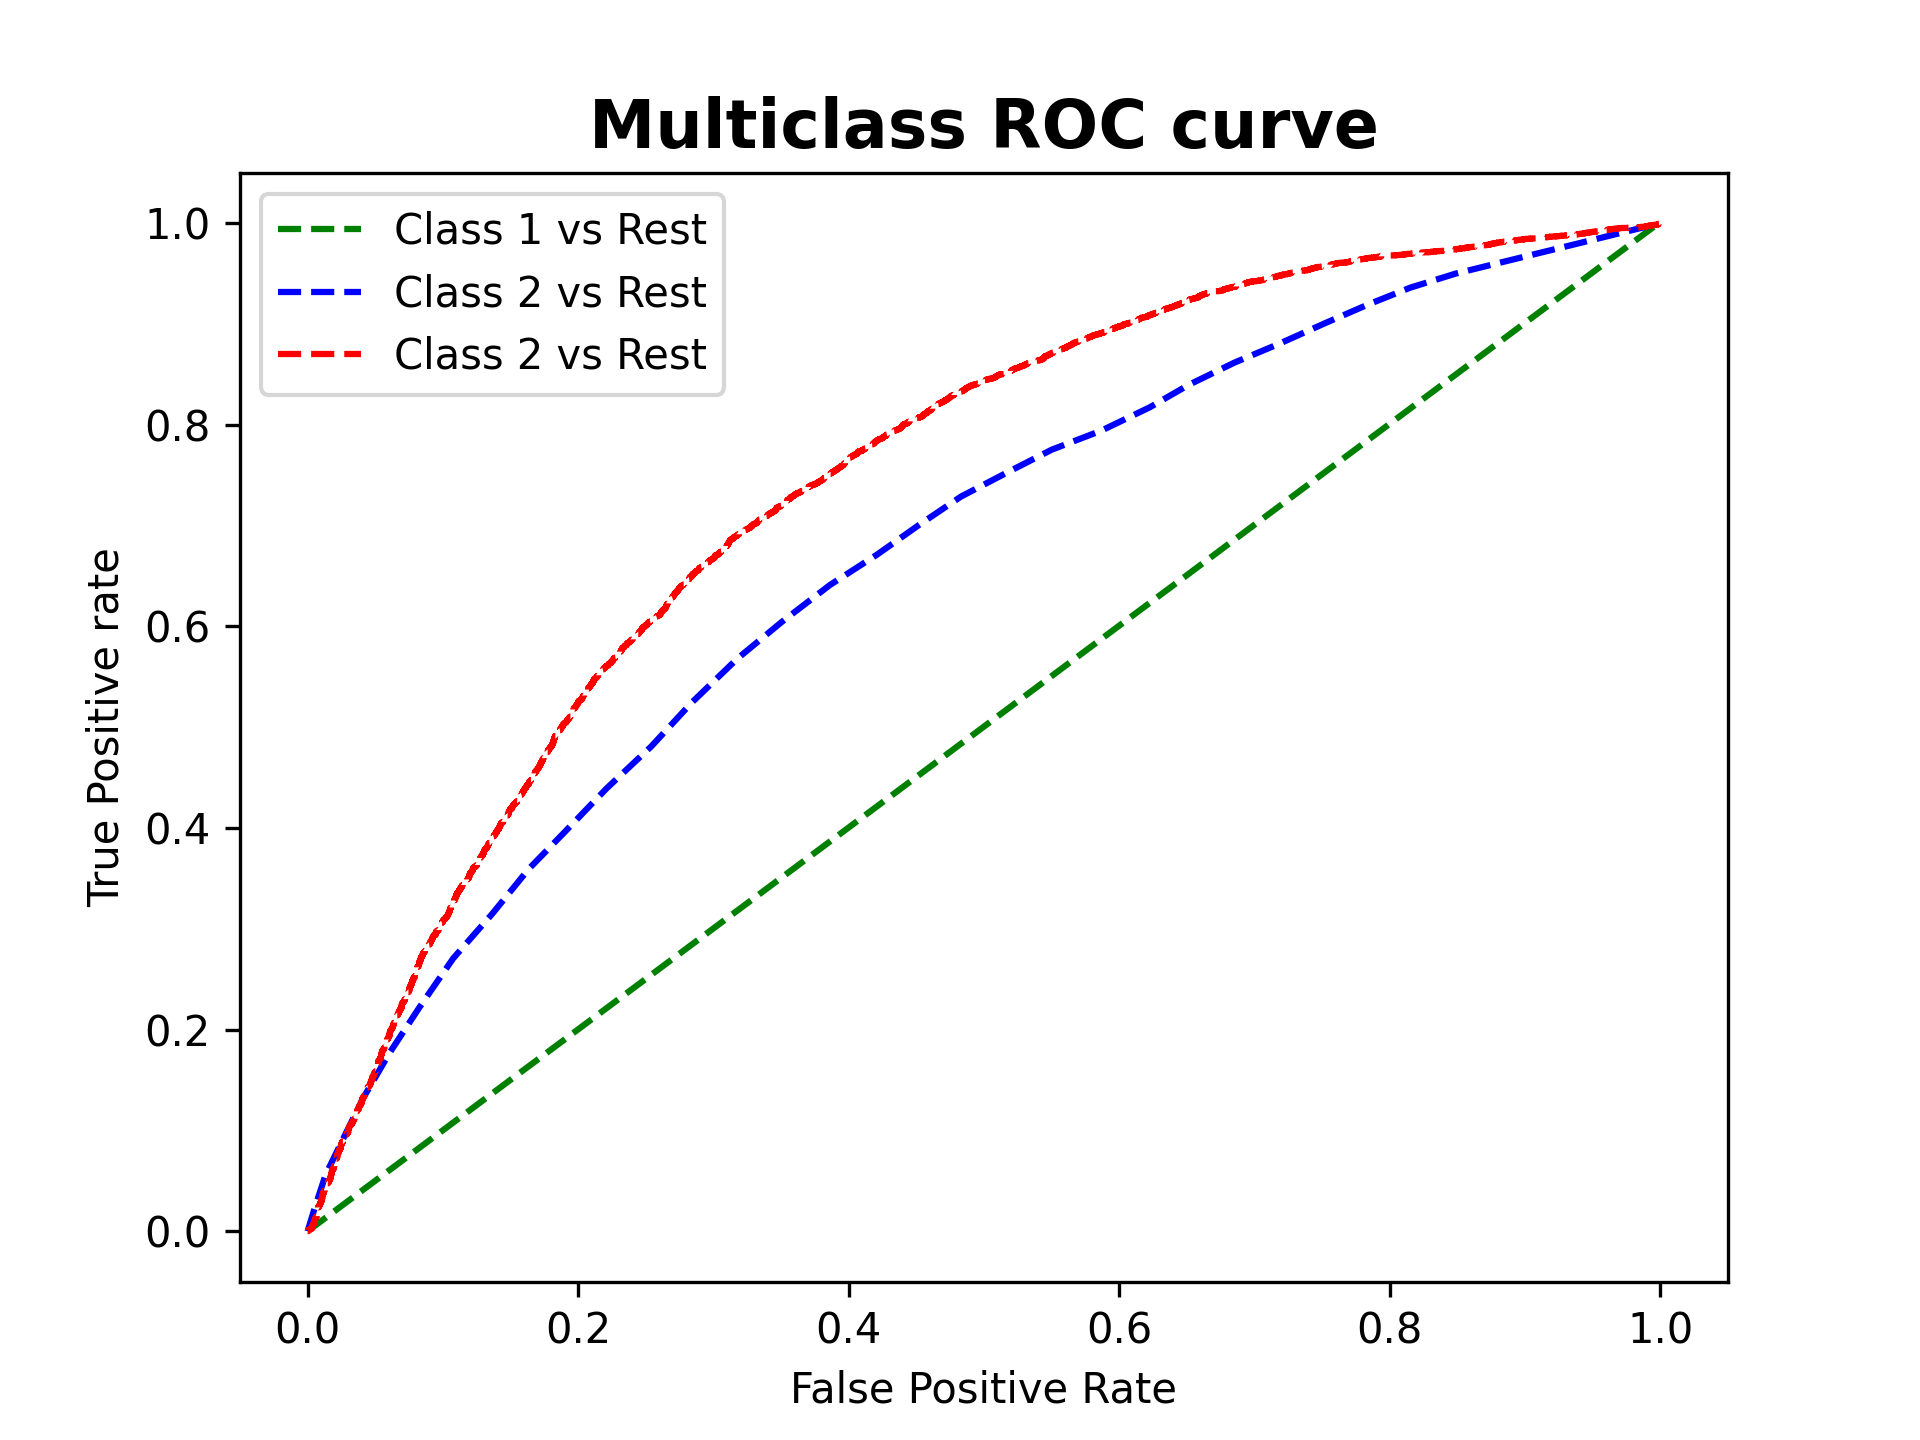 Multiclass ROC curve
Class 1 vs Rest
Class 2 vs Rest
Class 2 vs Rest
True Positive rate
1.0
0.8
0.6
0.4
0.2
0.0
0.0 0.2 0.4 0.6 0.8 1.0
False Positive Rate